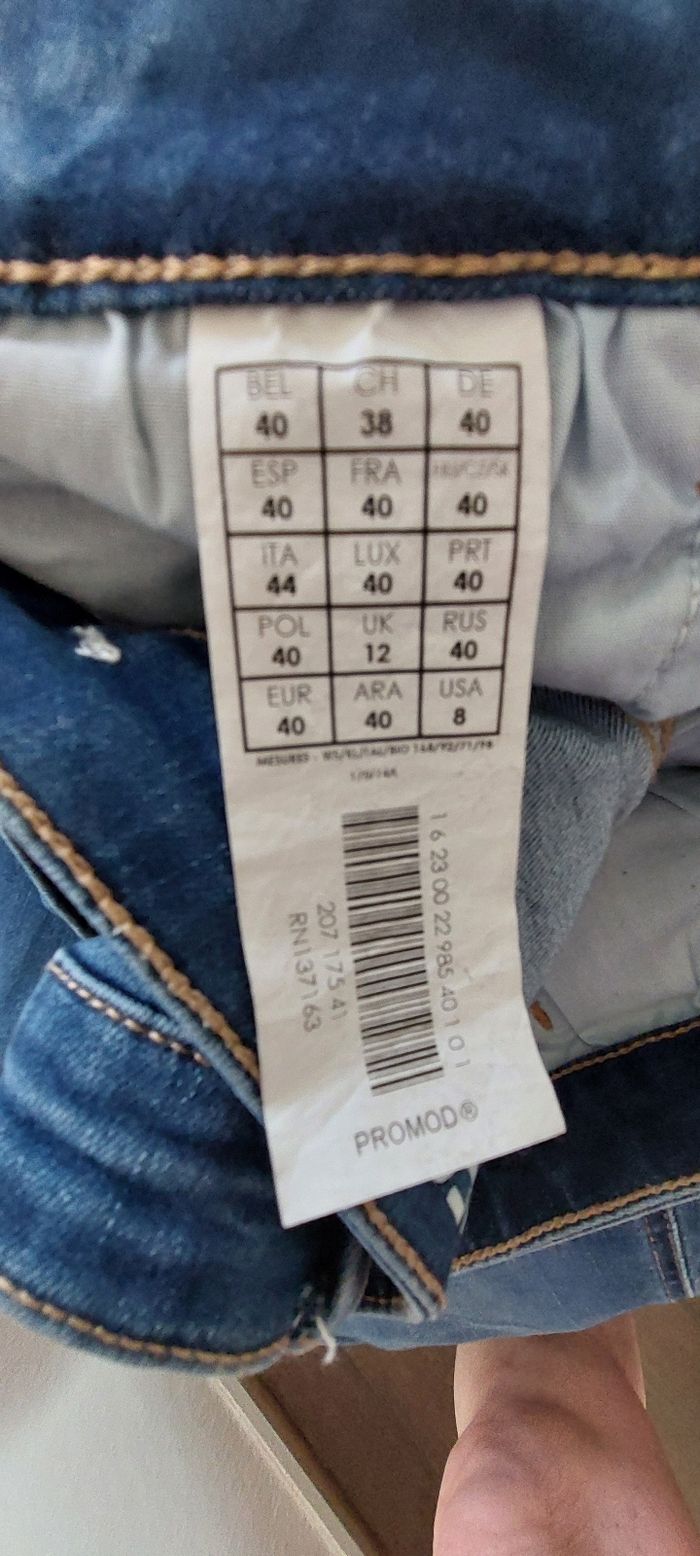 BEL CH DE
40 38 40
ESP FRA
40 40 40
ITA LUX PRT
44 40 40
POL UK RUS
40 12 40
EUR ARA USA
40 40 8
MESURES -
1 6 23 00 22 985 40 1 0 1
207 175 41
RN137163
PROMOD®